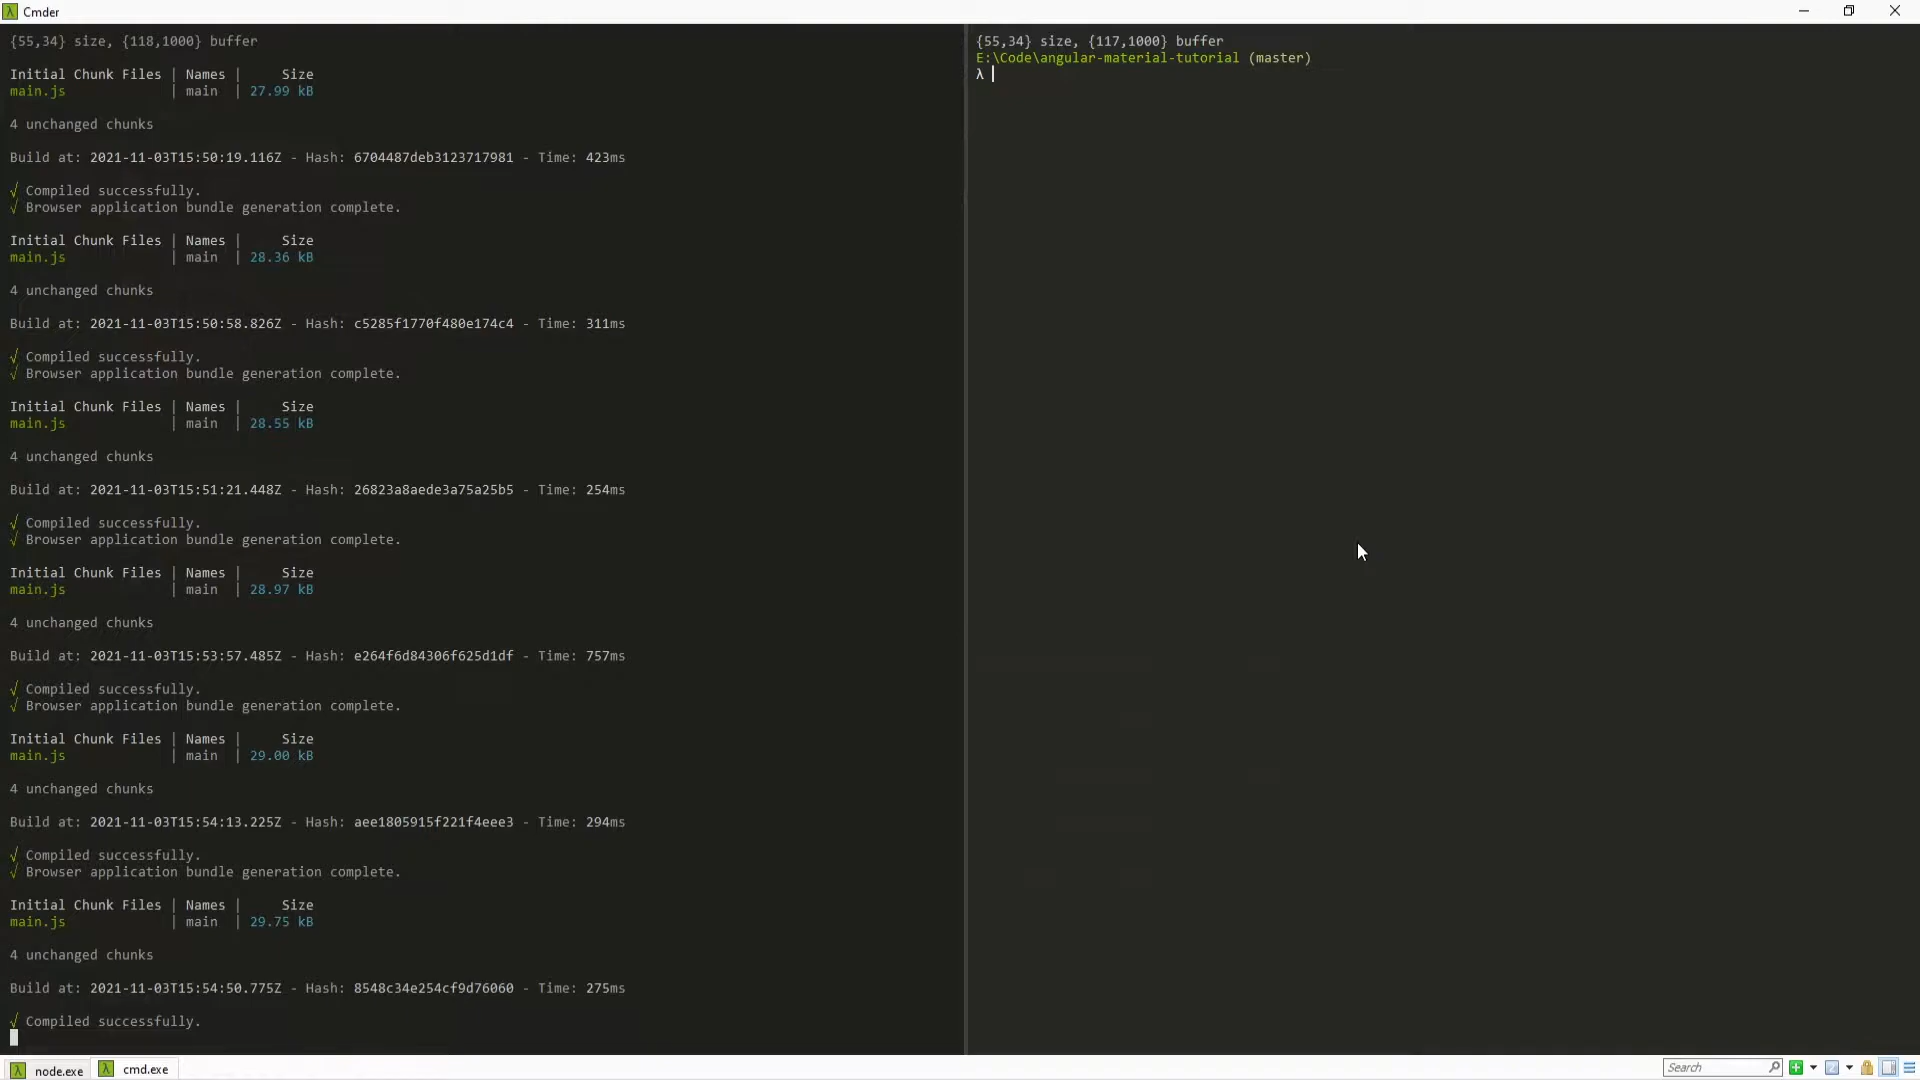 Cmder
{55,34} size, {118,1000} buffer
Initial Chunk Files | Names |     Size
main.js             | main  | 27.99 kB
4 unchanged chunks
Build at: 2021-11-03T15:50:19.116Z - Hash: 6704487deb3123717981 - Time: 423ms
√ Compiled successfully.
√ Browser application bundle generation complete.
Initial Chunk Files | Names |     Size
main.js             | main  | 28.36 kB
4 unchanged chunks
Build at: 2021-11-03T15:50:58.826Z - Hash: c5285f1770f480e174c4 - Time: 311ms
√ Compiled successfully.
√ Browser application bundle generation complete.
Initial Chunk Files | Names |     Size
main.js             | main  | 28.55 kB
4 unchanged chunks
Build at: 2021-11-03T15:51:21.448Z - Hash: 26823a8aede3a75a25b5 - Time: 254ms
√ Compiled successfully.
√ Browser application bundle generation complete.
Initial Chunk Files | Names |     Size
main.js             | main  | 28.97 kB
4 unchanged chunks
Build at: 2021-11-03T15:53:57.485Z - Hash: e264f6d84306f625d1df - Time: 757ms
√ Compiled successfully.
√ Browser application bundle generation complete.
Initial Chunk Files | Names |     Size
main.js             | main  | 29.00 kB
4 unchanged chunks
Build at: 2021-11-03T15:54:13.225Z - Hash: aee1805915f221f4eee3 - Time: 294ms
√ Compiled successfully.
√ Browser application bundle generation complete.
Initial Chunk Files | Names |     Size
main.js             | main  | 29.75 kB
4 unchanged chunks
Build at: 2021-11-03T15:54:50.775Z - Hash: 8548c34e254cf9d76060 - Time: 275ms
√ Compiled successfully.
{55,34} size, {117,1000} buffer
E:\Code\angular-material-tutorial (master)
λ
λ node.exe
λ cmd.exe
Search